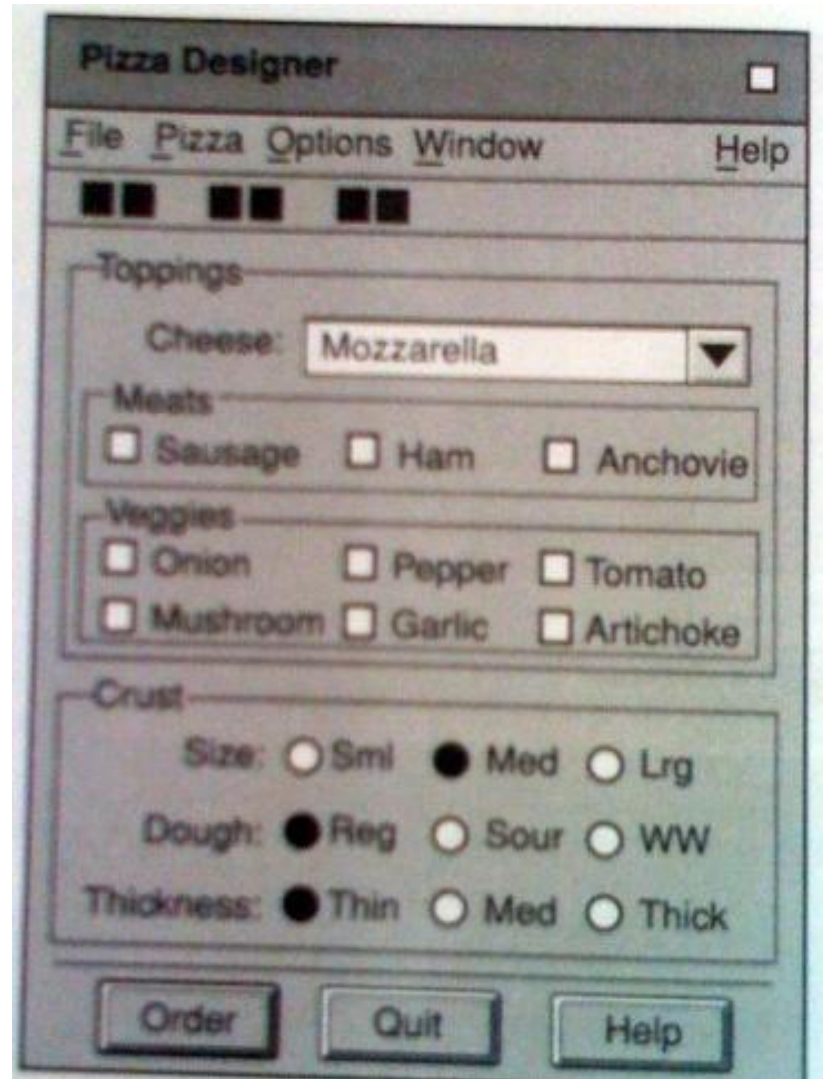 Pizza Designer
File Pizza Options Window Help
Toppings
Cheese: Mozzarella
Meats
Sausage Ham Anchovie
Veggies
Onion Pepper Tomato
Mushroom Garlic Artichoke
Crust
Size: Sml Med Lrg
Dough: Reg Sour WW
Thickness: Thin Med Thick
Order Quit Help